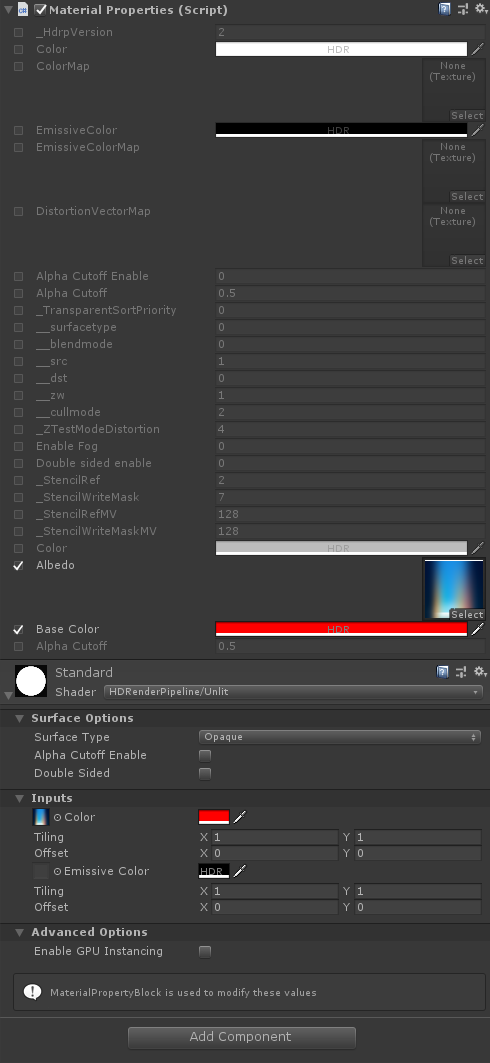 Material Properties (Script)
_HdrpVersion 2
Color HDR
ColorMap None (Texture) Select
EmissiveColor HDR
EmissiveColorMap None (Texture) Select
DistortionVectorMap None (Texture) Select
Alpha Cutoff Enable 0
Alpha Cutoff 0.5
_TransparentSortPriority 0
__surfacetype 0
__blendmode 0
__src 1
__dst 0
__zw 1
__cullmode 2
_ZTestModeDistortion 4
Enable Fog 0
Double sided enable 0
_StencilRef 2
_StencilWriteMask 7
_StencilRefMV 128
_StencilWriteMaskMV 128
Color HDR
Albedo Select
Base Color HDR
Alpha Cutoff 0.5
Standard
Shader HDRenderPipeline/Unlit
Surface Options
Surface Type Opaque
Alpha Cutoff Enable
Double Sided
Inputs
Color
Tiling X 1 Y 1
Offset X 0 Y 0
Emissive Color HDR
Tiling X 1 Y 1
Offset X 0 Y 0
Advanced Options
Enable GPU Instancing
MaterialPropertyBlock is used to modify these values
Add Component